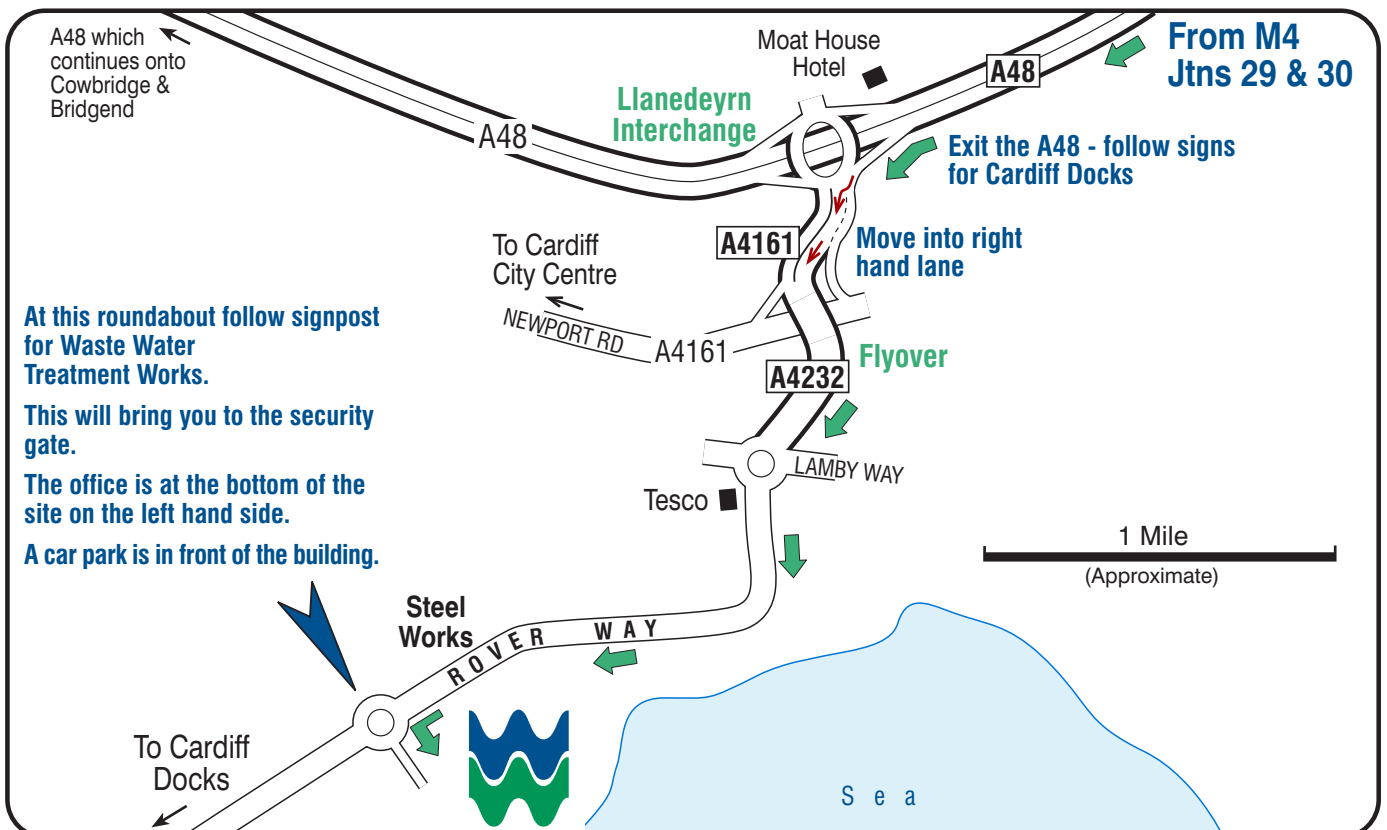 A48 which
continues onto
Cowbridge &
Bridgend
Moat House
Hotel
From M4
Jtns 29 & 30
A48
A48
Llanedeyrn
Interchange
Exit the A48 - follow signs
for Cardiff Docks
A4161
Move into right
hand lane
To Cardiff
City Centre
NEWPORT RD
A4161
Flyover
A4232
LAMBY WAY
Tesco
1 Mile
(Approximate)
At this roundabout follow signpost
for Waste Water
Treatment Works.
This will bring you to the security
gate.
The office is at the bottom of the
site on the left hand side.
A car park is in front of the building.
Steel
Works
ROVER WAY
To Cardiff
Docks
Sea